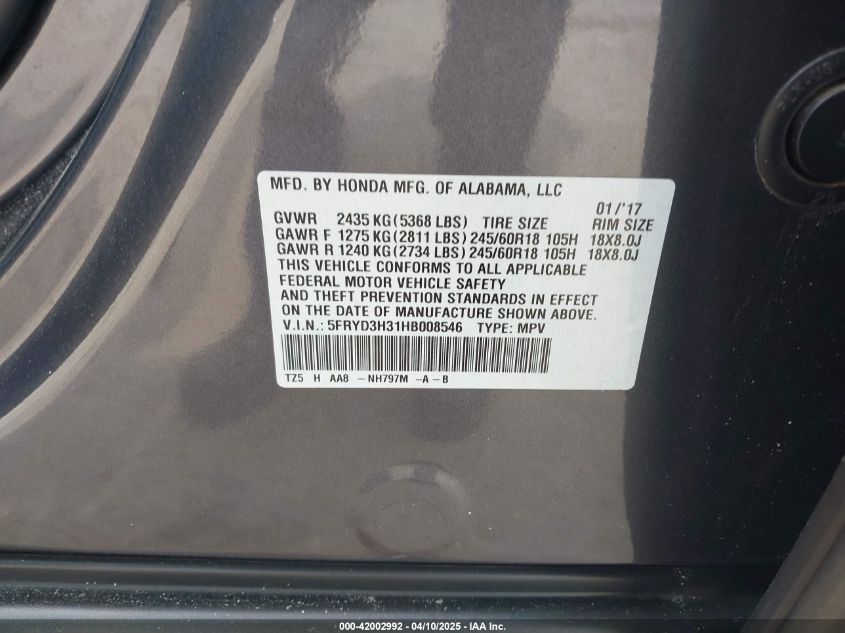 MFD. BY HONDA MFG. OF ALABAMA, LLC
01/'17
GVWR 2435 KG(5368 LBS) TIRE SIZE RIM SIZE
GAWR F 1275 KG(2811 LBS) 245/60R18 105H 18X8.0J
GAWR R 1240 KG(2734 LBS) 245/60R18 105H 18X8.0J
THIS VEHICLE CONFORMS TO ALL APPLICABLE
FEDERAL MOTOR VEHICLE SAFETY
AND THEFT PREVENTION STANDARDS IN EFFECT
ON THE DATE OF MANUFACTURE SHOWN ABOVE.
V.I.N.: 5FRYD3H31HB008546 TYPE: MPV
TZ5 H AA8 -NH797M -A-B
000-42002992 - 04/10/2025 - IAA Inc.